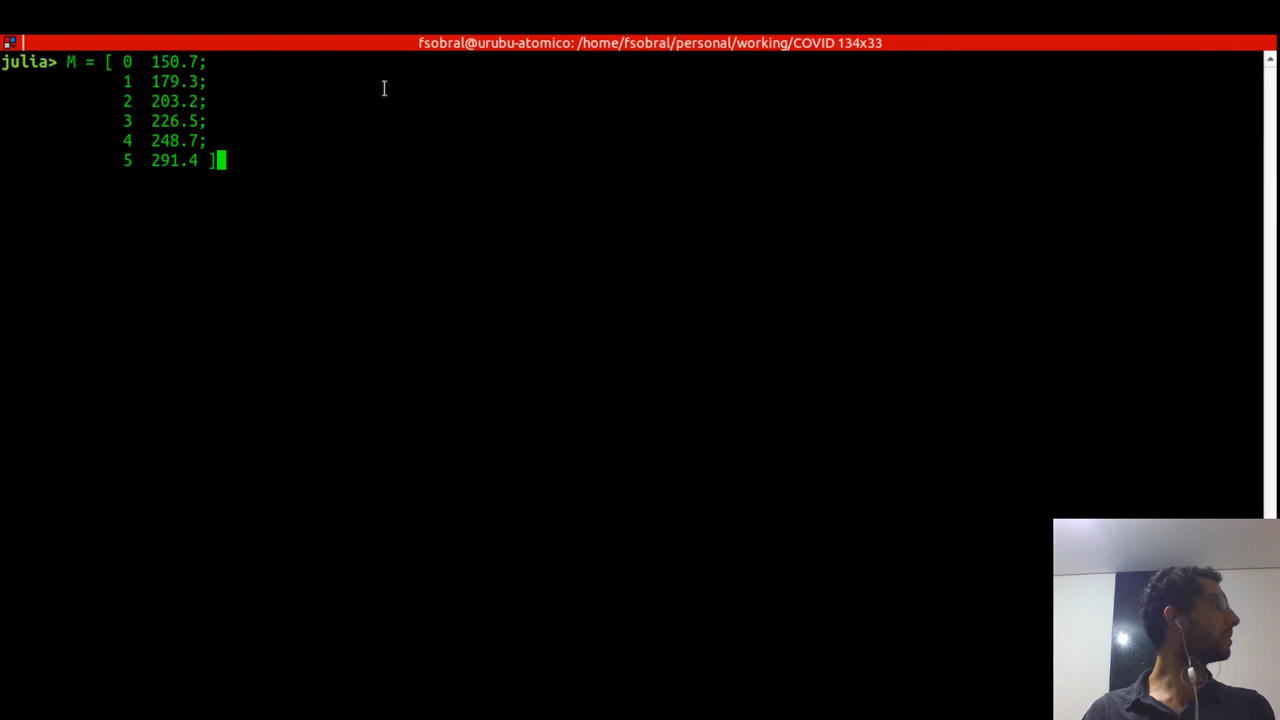 fsobral@urubu-atomico: /home/fsobral/personal/working/COVID 134x33
julia> M = [ 0  150.7;
1  179.3;
2  203.2;
3  226.5;
4  248.7;
5  291.4 ]